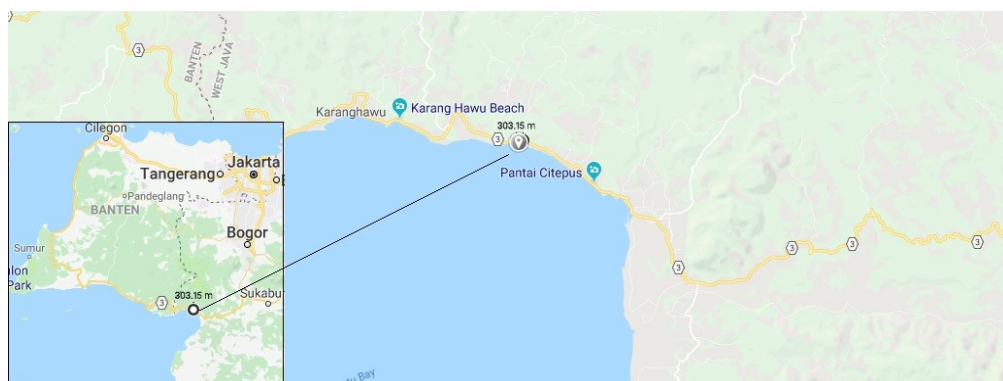 3
BANTEN
WEST JAVA
Karanghawu
Karang Hawu Beach
303.15 m
3
Pantai Citepus
3
3
3
3
Cilegon
Jakarta
Tangerang
Pandeglang
BANTEN
Bogor
Sumur
Park
303.15 m
3
Sukabu
Bay